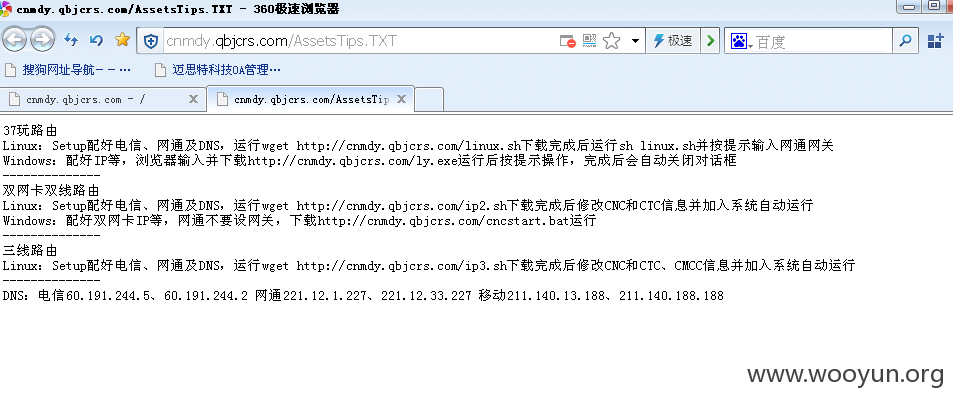 cnmdy.qbjcrs.com/AssetsTips.TXT - 360极速浏览器
cnmdy.qbjcrs.com/AssetsTips.TXT
极速
百度
搜狗网址导航--…
迈思特科技OA管理…
cnmdy.qbjcrs.com - /
cnmdy.qbjcrs.com/AssetsTip
37玩路由
Linux: Setup配好电信、网通及DNS，运行wget http://cnmdy.qbjcrs.com/linux.sh下载完成后运行sh linux.sh并按提示输入网通网关
Windows: 配好IP等，浏览器输入并下载http://cnmdy.qbjcrs.com/ly.exe运行后按提示操作，完成后会自动关闭对话框
--------------
双网卡双线路由
Linux: Setup配好电信、网通及DNS，运行wget http://cnmdy.qbjcrs.com/ip2.sh下载完成后修改CNC和CTC信息并加入系统自动运行
Windows: 配好双网卡IP等，网通不要设网关，下载http://cnmdy.qbjcrs.com/cncstart.bat运行
--------------
三线路由
Linux: Setup配好电信、网通及DNS，运行wget http://cnmdy.qbjcrs.com/ip3.sh下载完成后修改CNC和CTC、CMCC信息并加入系统自动运行
--------------
DNS: 电信60.191.244.5、60.191.244.2 网通221.12.1.227、221.12.33.227 移动211.140.13.188、211.140.188.188
www.wooyun.org